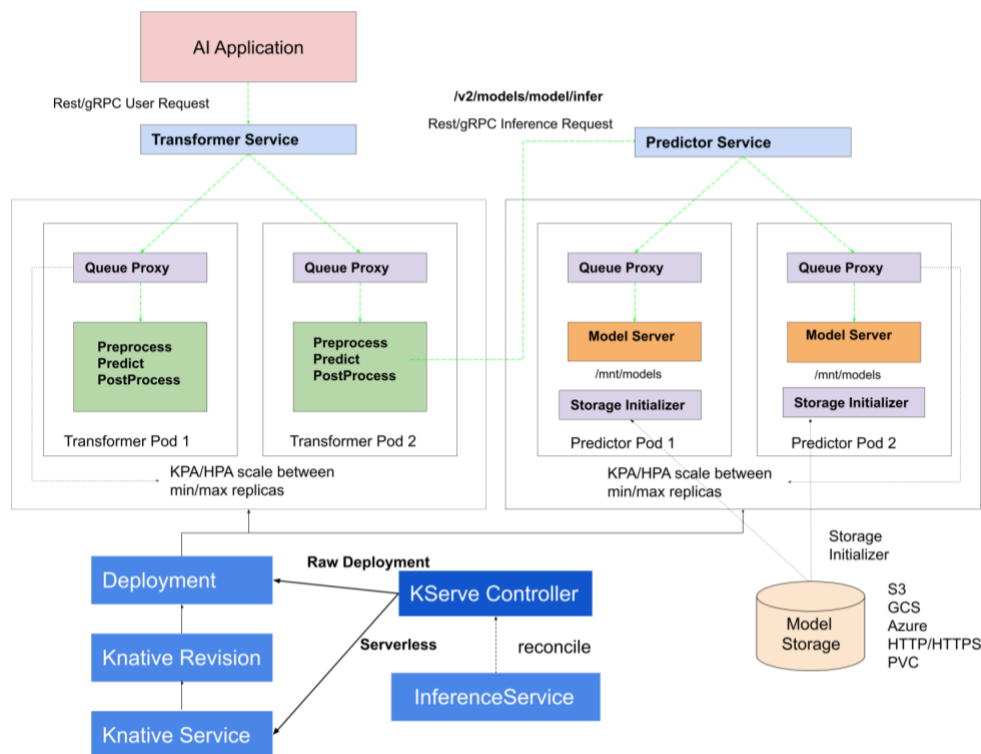 AI Application
Rest/gRPC User Request
/v2/models/model/infer
Rest/gRPC Inference Request
Transformer Service
Predictor Service
Queue Proxy
Queue Proxy
Queue Proxy
Queue Proxy
Preprocess
Predict
PostProcess
Preprocess
Predict
PostProcess
Model Server
Model Server
/mnt/models
/mnt/models
Storage Initializer
Storage Initializer
Transformer Pod 1
Transformer Pod 2
Predictor Pod 1
Predictor Pod 2
KPA/HPA scale between
min/max replicas
KPA/HPA scale between
min/max replicas
Storage
Initializer
Raw Deployment
Deployment
KServe Controller
Serverless
reconcile
Knative Revision
InferenceService
Knative Service
Model
Storage
S3
GCS
Azure
HTTP/HTTPS
PVC